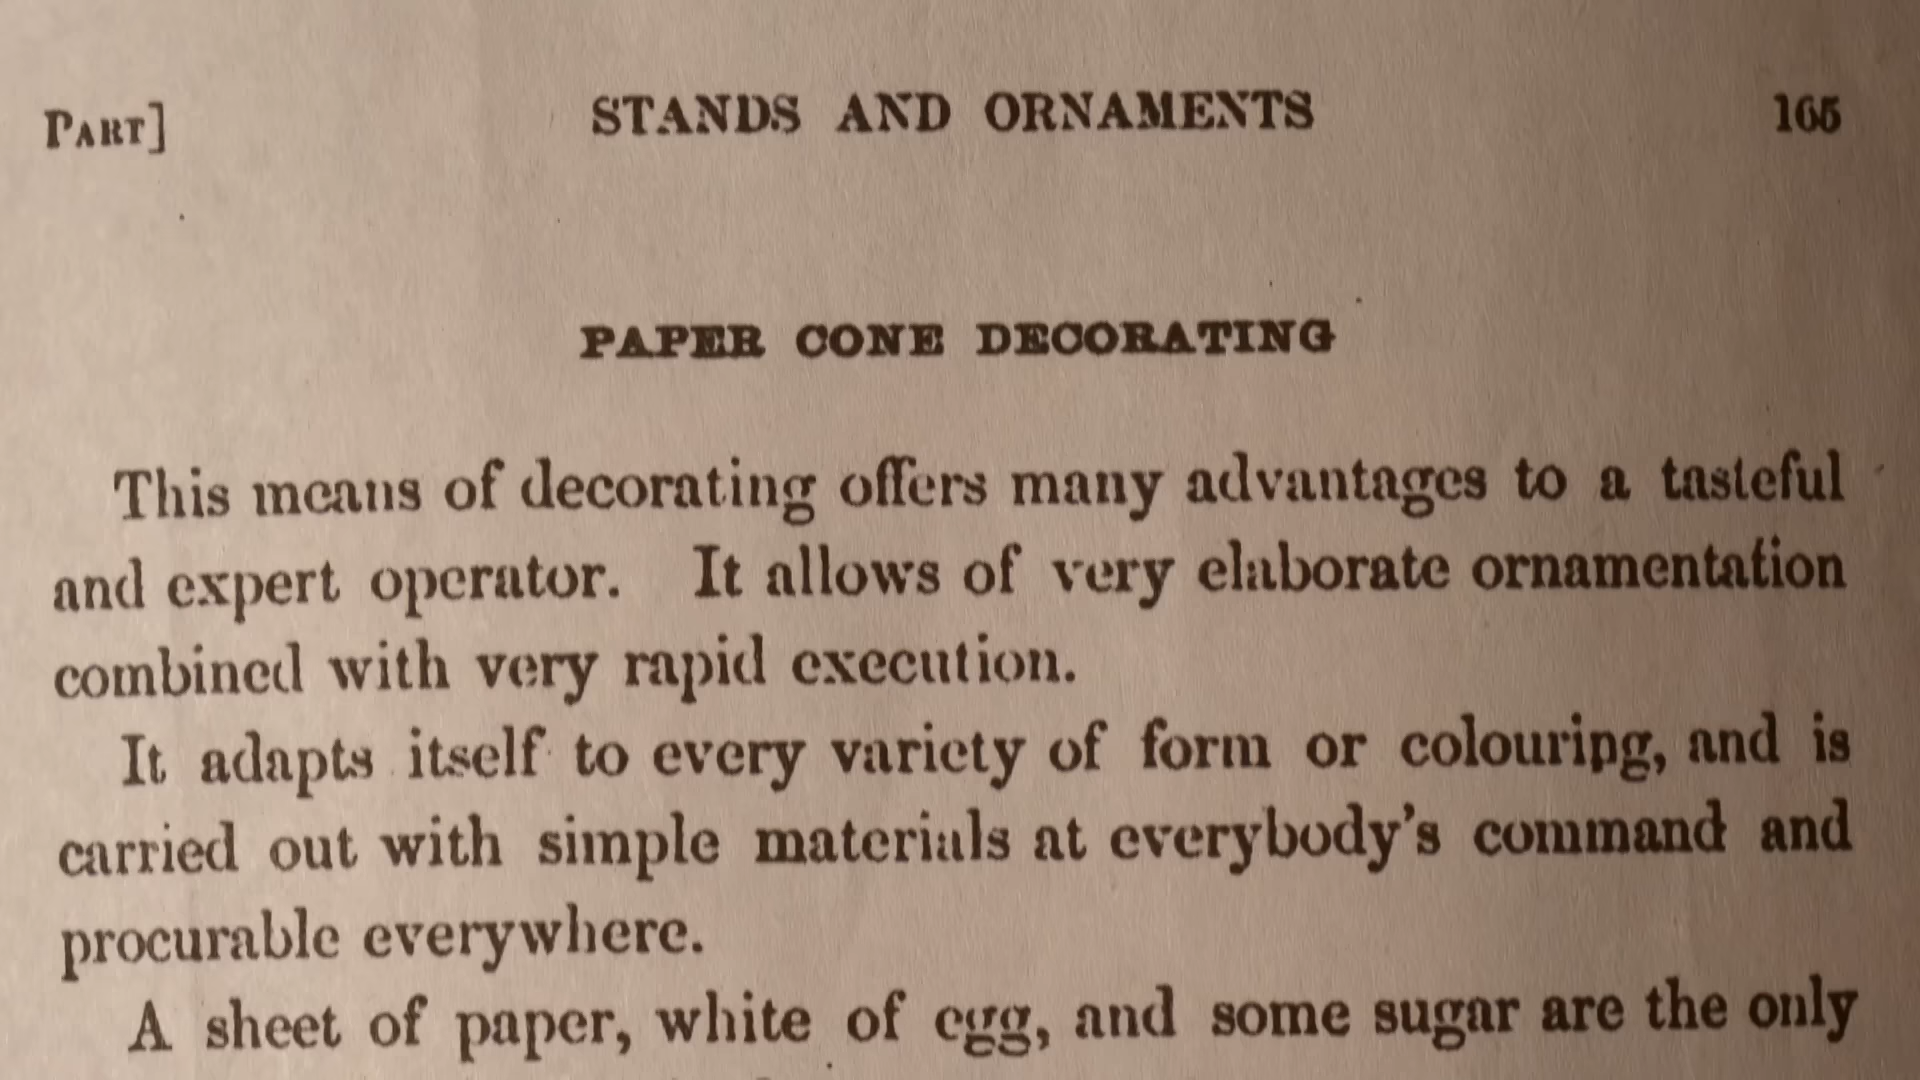 PART] STANDS AND ORNAMENTS 165
PAPER CONE DECORATING
This means of decorating offers many advantages to a tasteful
and expert operator. It allows of very elaborate ornamentation
combined with very rapid execution.
It adapts itself to every variety of form or colouring, and is
carried out with simple materials at everybody's command and
procurable everywhere.
A sheet of paper, white of egg, and some sugar are the only